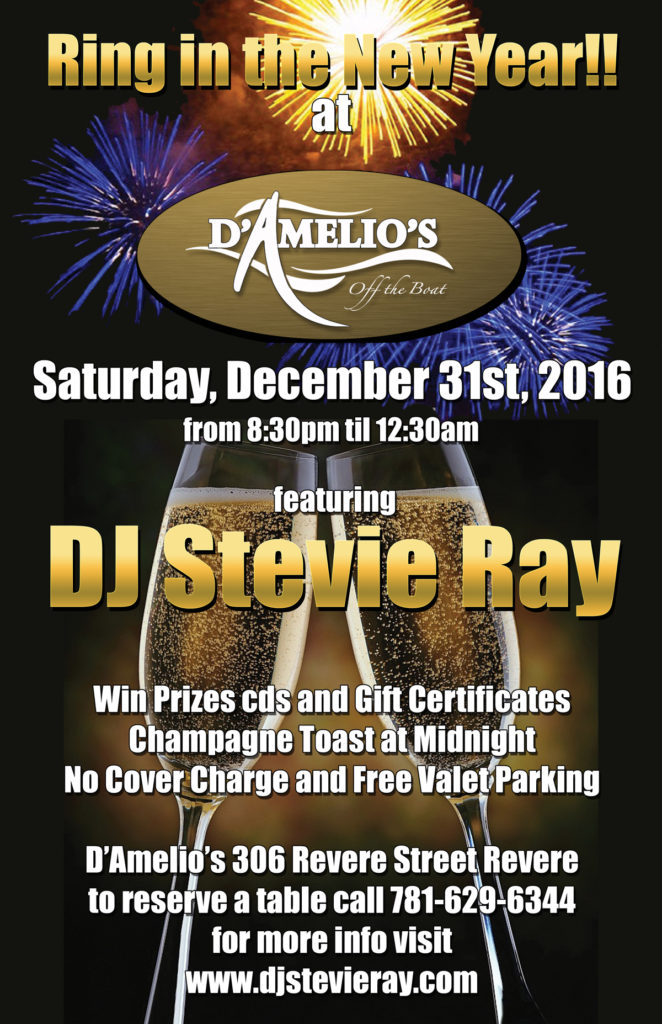 Ring in the New Year!!
at
D'AMELIO'S
Off the Boat
Saturday, December 31st, 2016
from 8:30pm til 12:30am
featuring
DJ Stevie Ray
Win Prizes cds and Gift Certificates
Champagne Toast at Midnight
No Cover Charge and Free Valet Parking
D'Amelio's 306 Revere Street Revere
to reserve a table call 781-629-6344
for more info visit
www.djstevieray.com